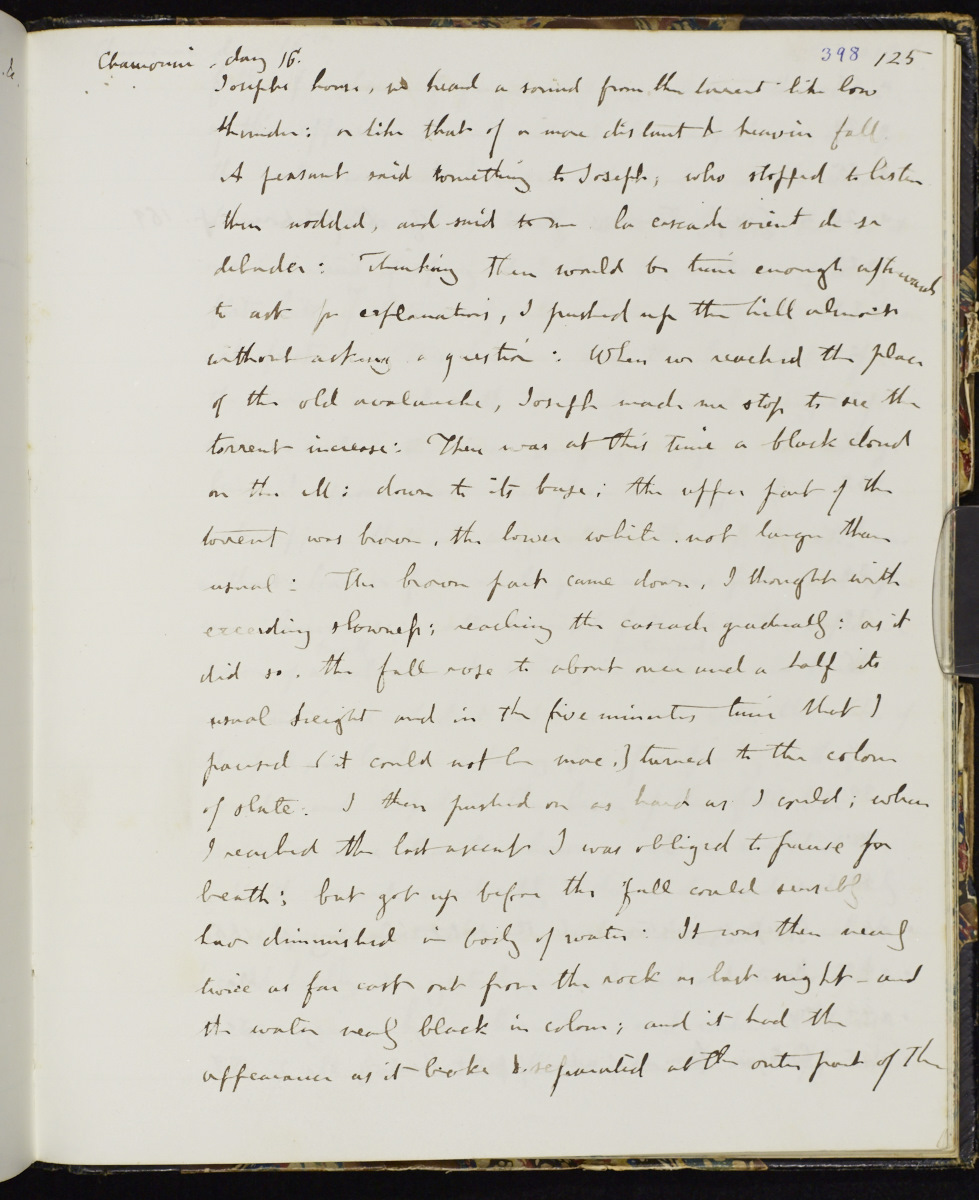 Chamouni. day 16. 398 125
Josephs house, we heard a sound from the torrent like low
thunder: or like that of a more distant & heavier fall.
A peasant said something to Joseph, who stopped to listen
then nodded, and said to me. la cascade vient de se
debader: Thinking there would be time enough afterwards
to ask for explanations, I pushed up the hill almost
without asking a question: When we reached the place
of the old avalanche, Joseph made me stop to see the
torrent increase: There was at this time a black cloud
on the : down to its base; the upper part of the
torrent was brown, the lower white. not larger than
usual: The brown part came down, I thought with
exceeding slowness; reaching the cascade gradually: as it
did so. the fall rose to about once and a half its
usual height and in the five minutes time that I
paused (it could not be more.) turned to the colour
of slate. I then pushed on as hard as I could; when
I reached the last ascent I was obliged to pause for
breath; but got up before the fall could sensibly
have diminished in body of water: It was then nearly
twice as far cast out from the rock as last night - and
the water nearly black in colour; and it had the
appearance as it broke & separated at the outer part of the